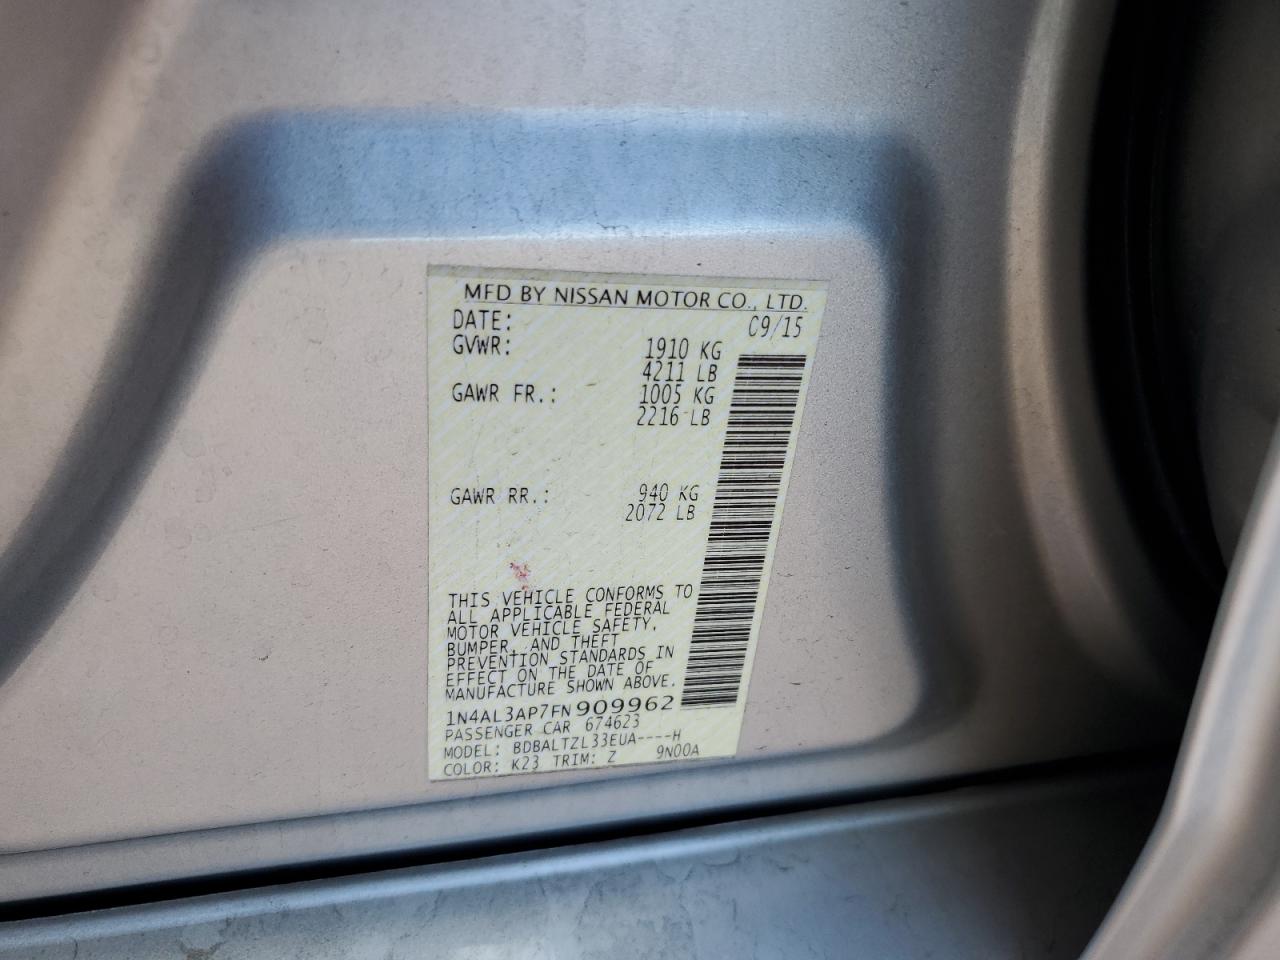 MFD BY NISSAN MOTOR CO., LTD.
DATE: 09/15
GVWR: 1910 KG
4211 LB
GAWR FR.: 1005 KG
2216 LB
GAWR RR.: 940 KG
2072 LB
THIS VEHICLE CONFORMS TO
ALL APPLICABLE FEDERAL
MOTOR VEHICLE SAFETY,
BUMPER, AND THEFT
PREVENTION STANDARDS IN
EFFECT ON THE DATE OF
MANUFACTURE SHOWN ABOVE.
1N4AL3AP7FN909962
PASSENGER CAR 674623
MODEL: BDBALTZL33EUA----H
COLOR: K23 TRIM: Z 9N00A